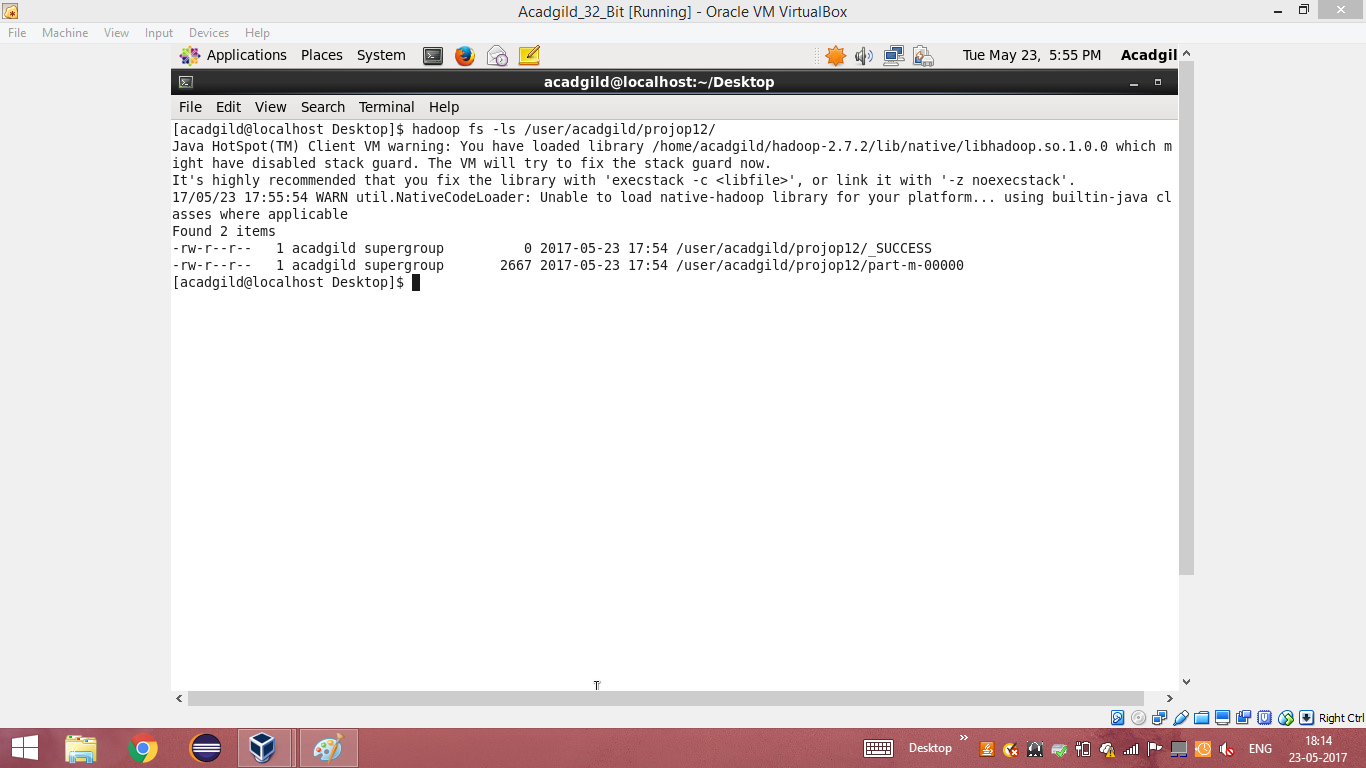 Acadgild_32_Bit [Running] - Oracle VM VirtualBox
File Machine View Input Devices Help
Applications Places System Tue May 23, 5:55 PM Acadgil
acadgild@localhost:~/Desktop
File Edit View Search Terminal Help
[acadgild@localhost Desktop]$ hadoop fs -ls /user/acadgild/projop12/
Java HotSpot(TM) Client VM warning: You have loaded library /home/acadgild/hadoop-2.7.2/lib/native/libhadoop.so.1.0.0 which m
ight have disabled stack guard. The VM will try to fix the stack guard now.
It's highly recommended that you fix the library with 'execstack -c <libfile>', or link it with '-z noexecstack'.
17/05/23 17:55:54 WARN util.NativeCodeLoader: Unable to load native-hadoop library for your platform... using builtin-java cl
asses where applicable
Found 2 items
-rw-r--r--   1 acadgild supergroup          0 2017-05-23 17:54 /user/acadgild/projop12/_SUCCESS
-rw-r--r--   1 acadgild supergroup       2667 2017-05-23 17:54 /user/acadgild/projop12/part-m-00000
[acadgild@localhost Desktop]$
Right Ctrl
Desktop » ENG 18:14
23-05-2017